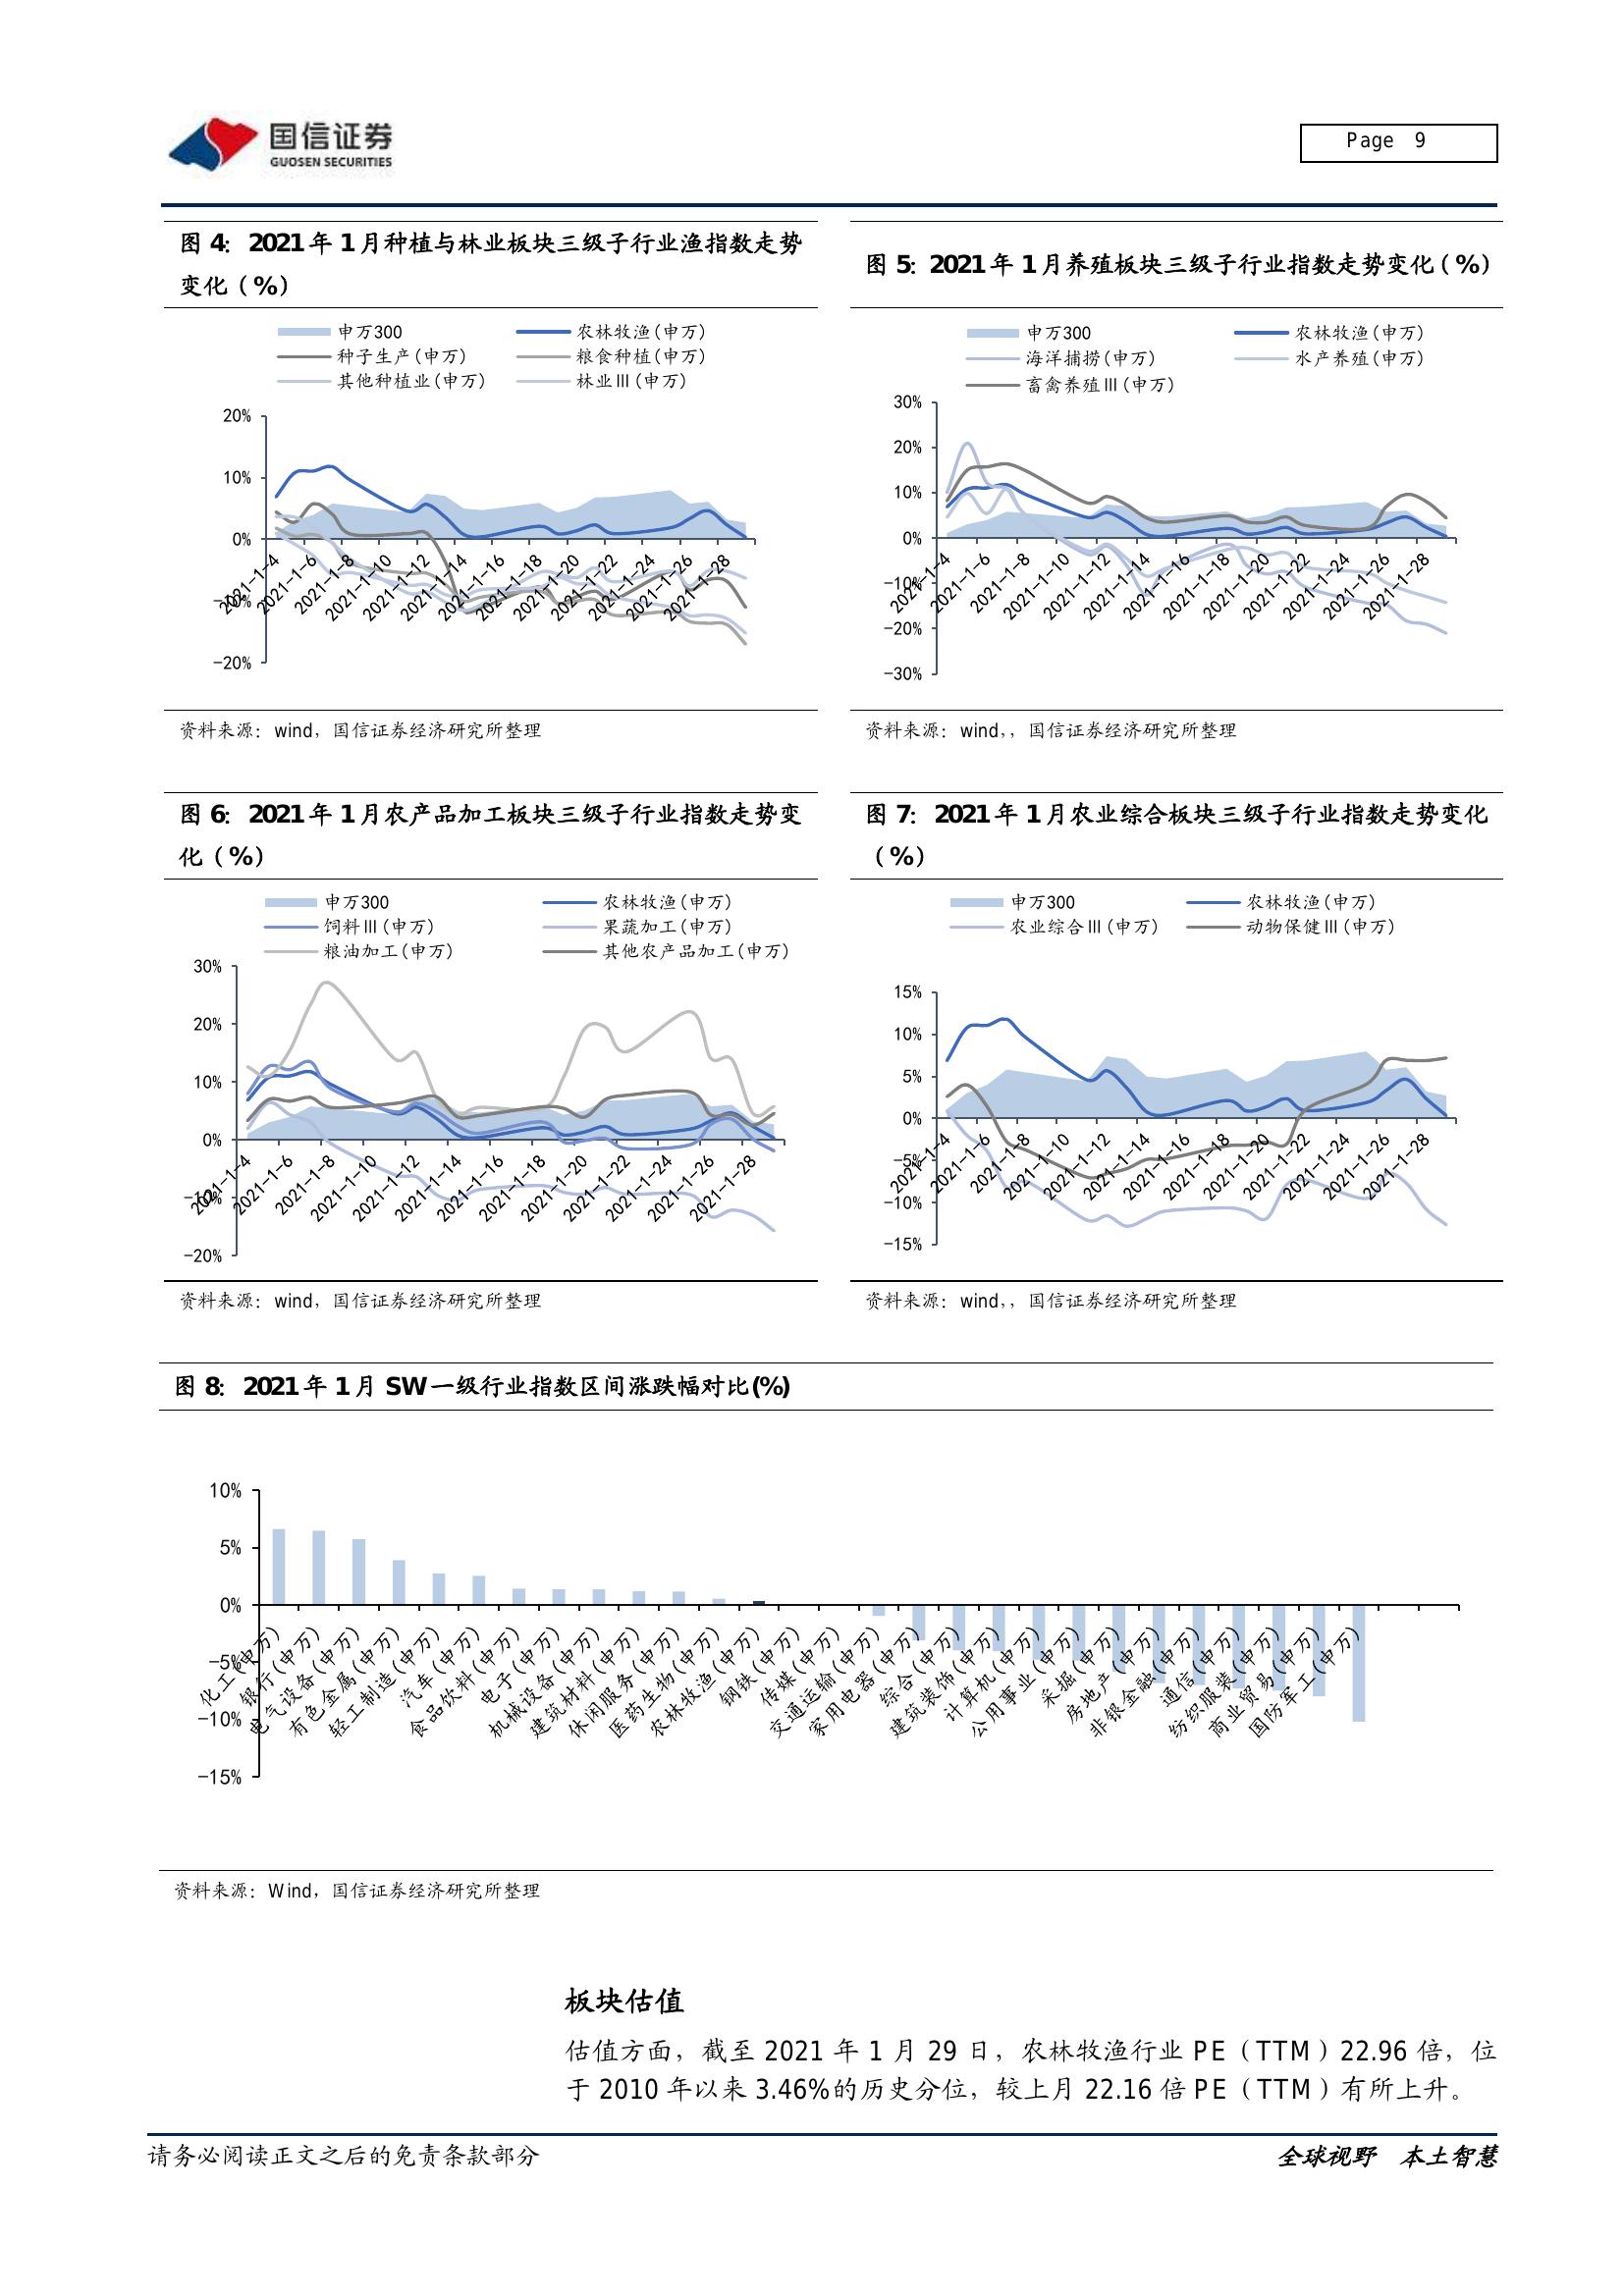 国信证券
GUOSEN SECURITIES
Page 9
图 4: 2021 年 1 月种植与林业板块三级子行业渔指数走势
变化(%)
申万300
农林牧渔(申万)
种子生产(申万)
粮食种植(申万)
其他种植业(申万)
林业Ⅲ(申万)
20%
10%
0%
-10%
-20%
2021-1-4
2021-1-6
2021-1-8
2021-1-10
2021-1-12
2021-1-14
2021-1-16
2021-1-18
2021-1-20
2021-1-22
2021-1-24
2021-1-26
2021-1-28
资料来源:wind,国信证券经济研究所整理
图 5: 2021 年 1 月养殖板块三级子行业指数走势变化(%)
申万300
农林牧渔(申万)
海洋捕捞(申万)
水产养殖(申万)
畜禽养殖Ⅲ(申万)
30%
20%
10%
0%
-10%
-20%
-30%
2021-1-4
2021-1-6
2021-1-8
2021-1-10
2021-1-12
2021-1-14
2021-1-16
2021-1-18
2021-1-20
2021-1-22
2021-1-24
2021-1-26
2021-1-28
资料来源:wind,,国信证券经济研究所整理
图 6: 2021 年 1 月农产品加工板块三级子行业指数走势变
化(%)
申万300
农林牧渔(申万)
饲料Ⅲ(申万)
果蔬加工(申万)
粮油加工(申万)
其他农产品加工(申万)
30%
20%
10%
0%
-10%
-20%
2021-1-4
2021-1-6
2021-1-8
2021-1-10
2021-1-12
2021-1-14
2021-1-16
2021-1-18
2021-1-20
2021-1-22
2021-1-24
2021-1-26
2021-1-28
资料来源:wind,国信证券经济研究所整理
图 7: 2021 年 1 月农业综合板块三级子行业指数走势变化
(%)
申万300
农林牧渔(申万)
农业综合Ⅲ(申万)
动物保健Ⅲ(申万)
15%
10%
5%
0%
-5%
-10%
-15%
2021-1-4
2021-1-6
2021-1-8
2021-1-10
2021-1-12
2021-1-14
2021-1-16
2021-1-18
2021-1-20
2021-1-22
2021-1-24
2021-1-26
2021-1-28
资料来源:wind,,国信证券经济研究所整理
图 8: 2021 年 1 月 SW 一级行业指数区间涨跌幅对比(%)
10%
5%
0%
-5%
-10%
-15%
化工(申万)
银行(申万)
电气设备(申万)
有色金属(申万)
轻工制造(申万)
汽车(申万)
食品饮料(申万)
电子(申万)
机械设备(申万)
建筑材料(申万)
休闲服务(申万)
医药生物(申万)
农林牧渔(申万)
钢铁(申万)
传媒(申万)
交通运输(申万)
家用电器(申万)
综合(申万)
建筑装饰(申万)
计算机(申万)
公用事业(申万)
采掘(申万)
房地产(申万)
非银金融(申万)
通信(申万)
纺织服装(申万)
商业贸易(申万)
国防军工(申万)
资料来源:Wind,国信证券经济研究所整理
板块估值
估值方面,截至 2021 年 1 月 29 日,农林牧渔行业 PE(TTM)22.96 倍,位
于 2010 年以来 3.46%的历史分位,较上月 22.16 倍 PE(TTM)有所上升。
请务必阅读正文之后的免责条款部分
全球视野 本土智慧